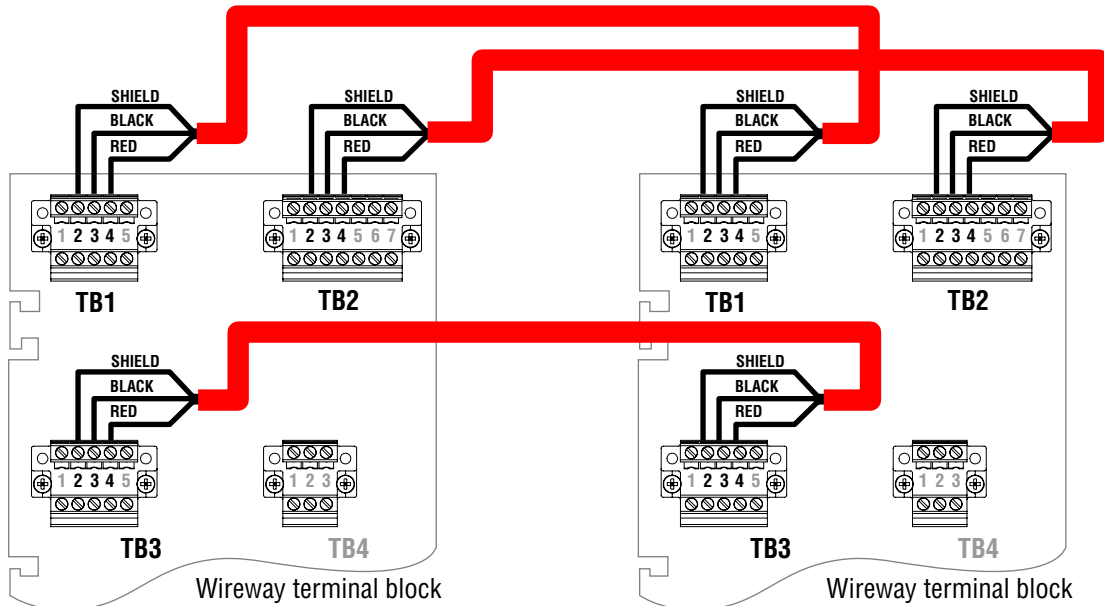 SHIELD
BLACK
RED
SHIELD
BLACK
RED
SHIELD
BLACK
RED
SHIELD
BLACK
RED
1 2 3 4 5
1 2 3 4 5 6 7
1 2 3 4 5
1 2 3 4 5 6 7
TB1
TB2
TB1
TB2
SHIELD
BLACK
RED
SHIELD
BLACK
RED
1 2 3 4 5
1 2 3
1 2 3 4 5
1 2 3
TB3
TB4
TB3
TB4
Wireway terminal block
Wireway terminal block